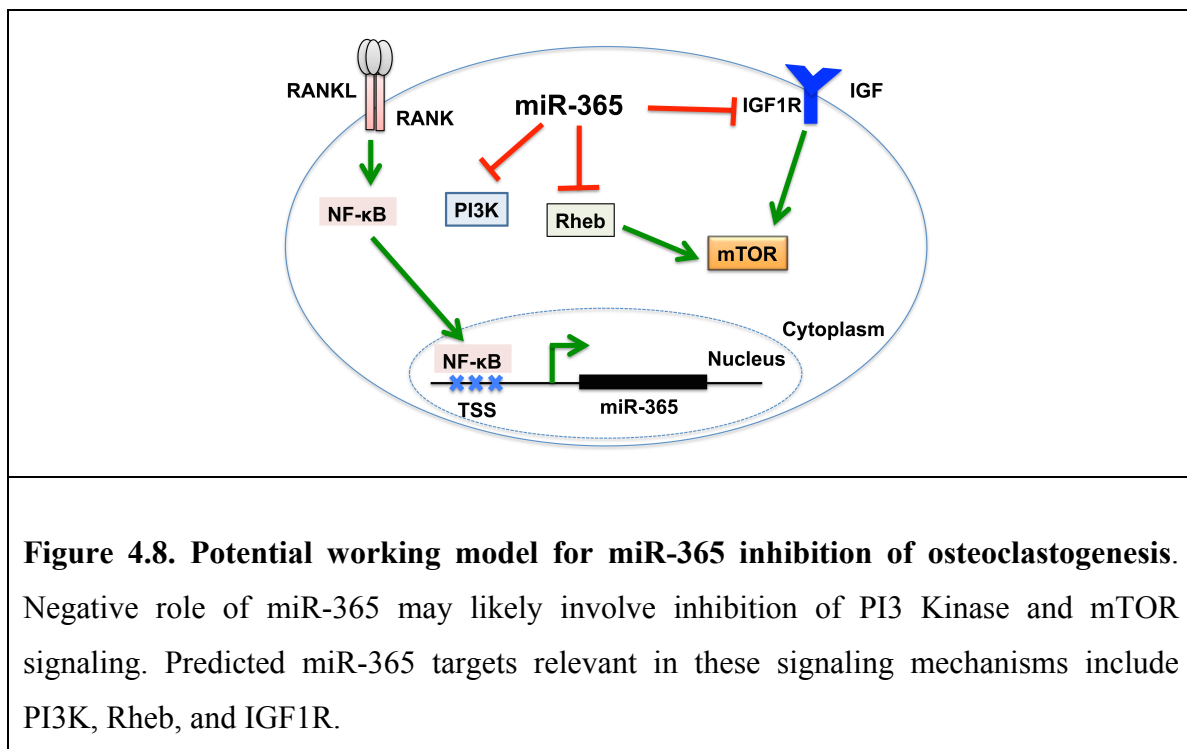 RANKL
RANK
miR-365
IGF1R
IGF
NF-κB
PI3K
Rheb
mTOR
Cytoplasm
Nucleus
NF-κB
TSS
miR-365
Figure 4.8. Potential working model for miR-365 inhibition of osteoclastogenesis.
Negative role of miR-365 may likely involve inhibition of PI3 Kinase and mTOR
signaling. Predicted miR-365 targets relevant in these signaling mechanisms include
PI3K, Rheb, and IGF1R.